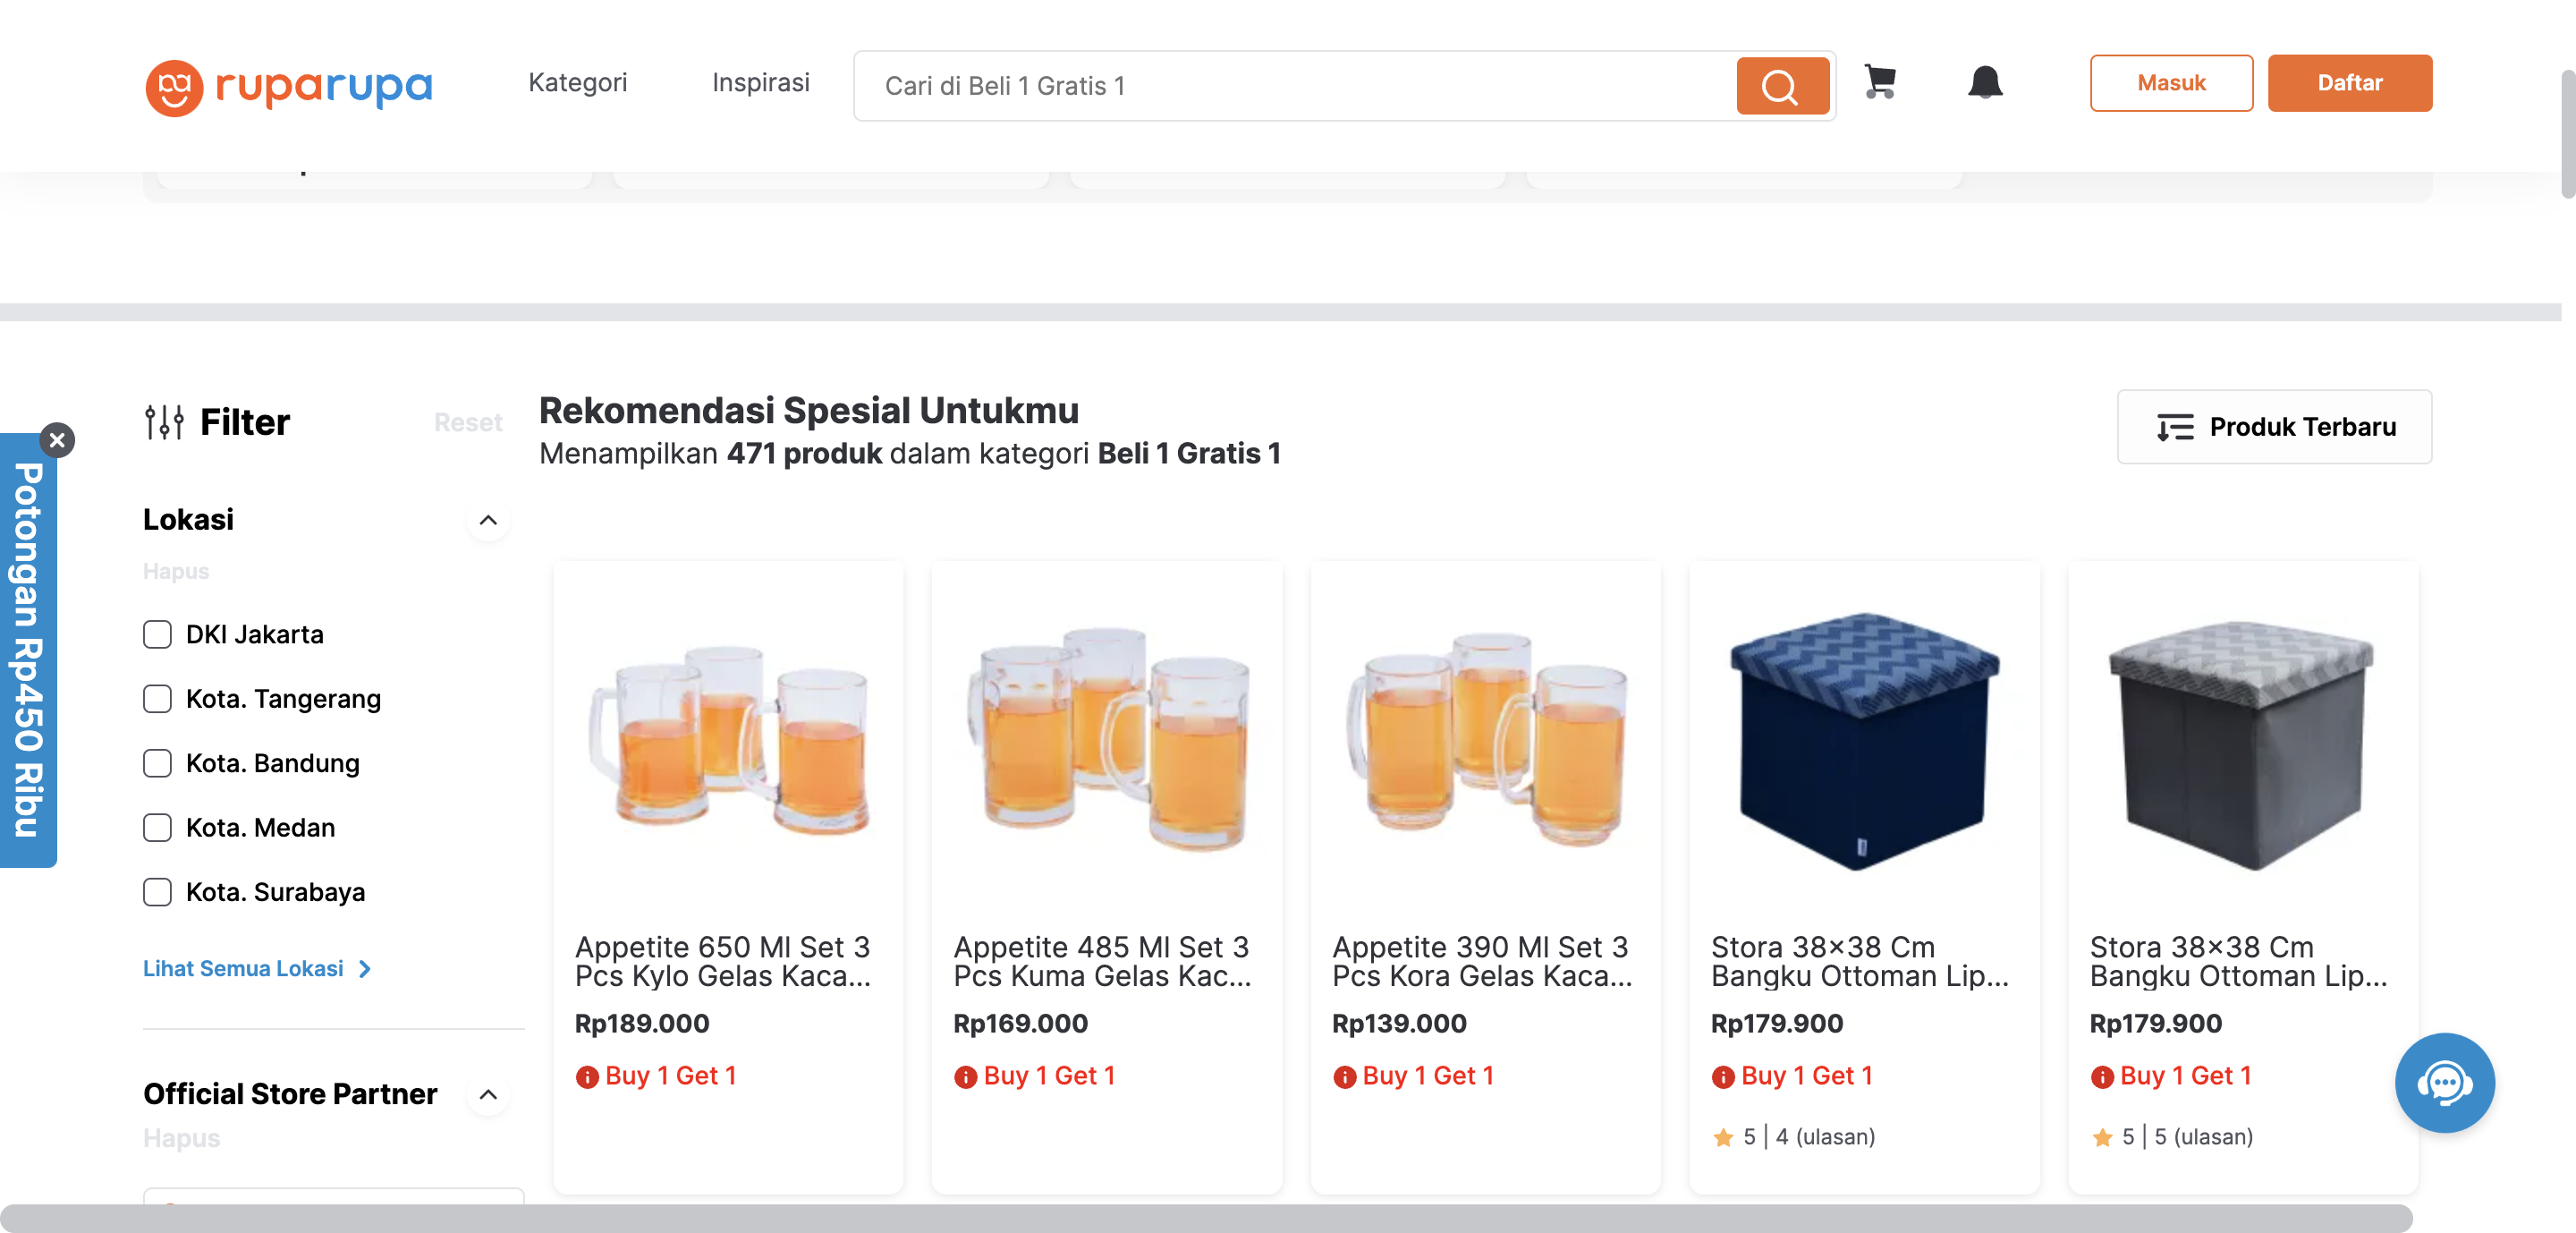 ruparupa
Kategori
Inspirasi
Cari di Beli 1 Gratis 1
Masuk
Daftar
Potongan Rp450 Ribu
Filter
Reset
Lokasi
Hapus
DKI Jakarta
Kota. Tangerang
Kota. Bandung
Kota. Medan
Kota. Surabaya
Lihat Semua Lokasi
Official Store Partner
Hapus
Rekomendasi Spesial Untukmu
Menampilkan 471 produk dalam kategori Beli 1 Gratis 1
Produk Terbaru
Appetite 650 Ml Set 3
Pcs Kylo Gelas Kaca...
Rp189.000
Buy 1 Get 1
Appetite 485 Ml Set 3
Pcs Kuma Gelas Kac...
Rp169.000
Buy 1 Get 1
Appetite 390 Ml Set 3
Pcs Kora Gelas Kaca...
Rp139.000
Buy 1 Get 1
Stora 38x38 Cm
Bangku Ottoman Lip...
Rp179.900
Buy 1 Get 1
5 | 4 (ulasan)
Stora 38x38 Cm
Bangku Ottoman Lip...
Rp179.900
Buy 1 Get 1
5 | 5 (ulasan)